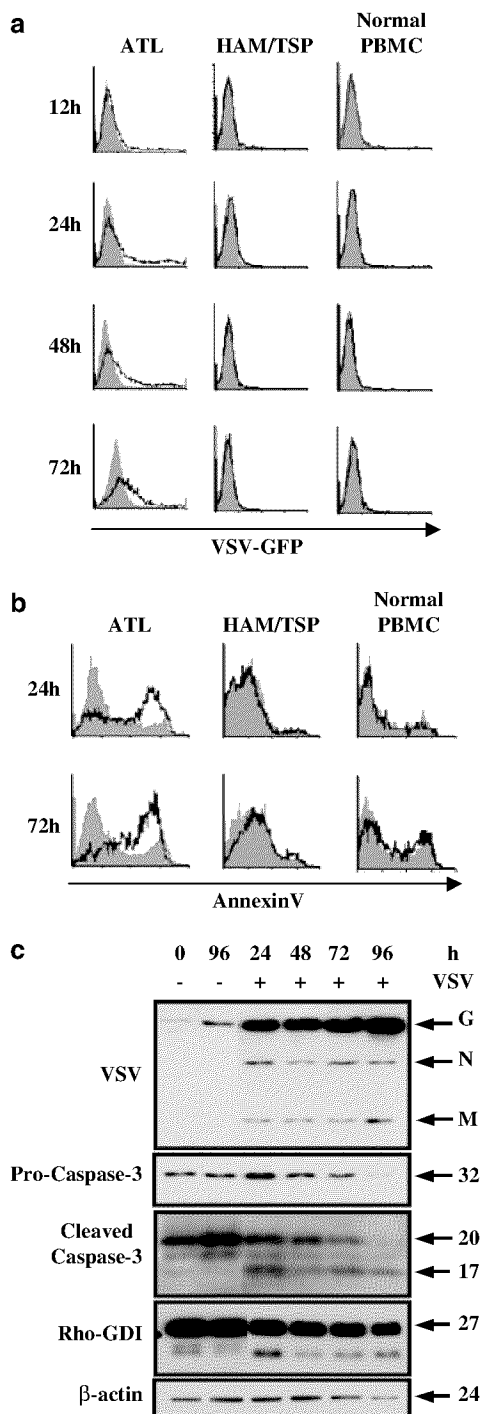 a
ATL HAM/TSP Normal PBMC
12h
24h
48h
72h
VSV-GFP
b
ATL HAM/TSP Normal PBMC
24h
72h
AnnexinV
c
0 96 24 48 72 96 h
- - + + + + VSV
VSV
G
N
M
Pro-Caspase-3 32
Cleaved Caspase-3
20
17
Rho-GDI 27
β-actin 24